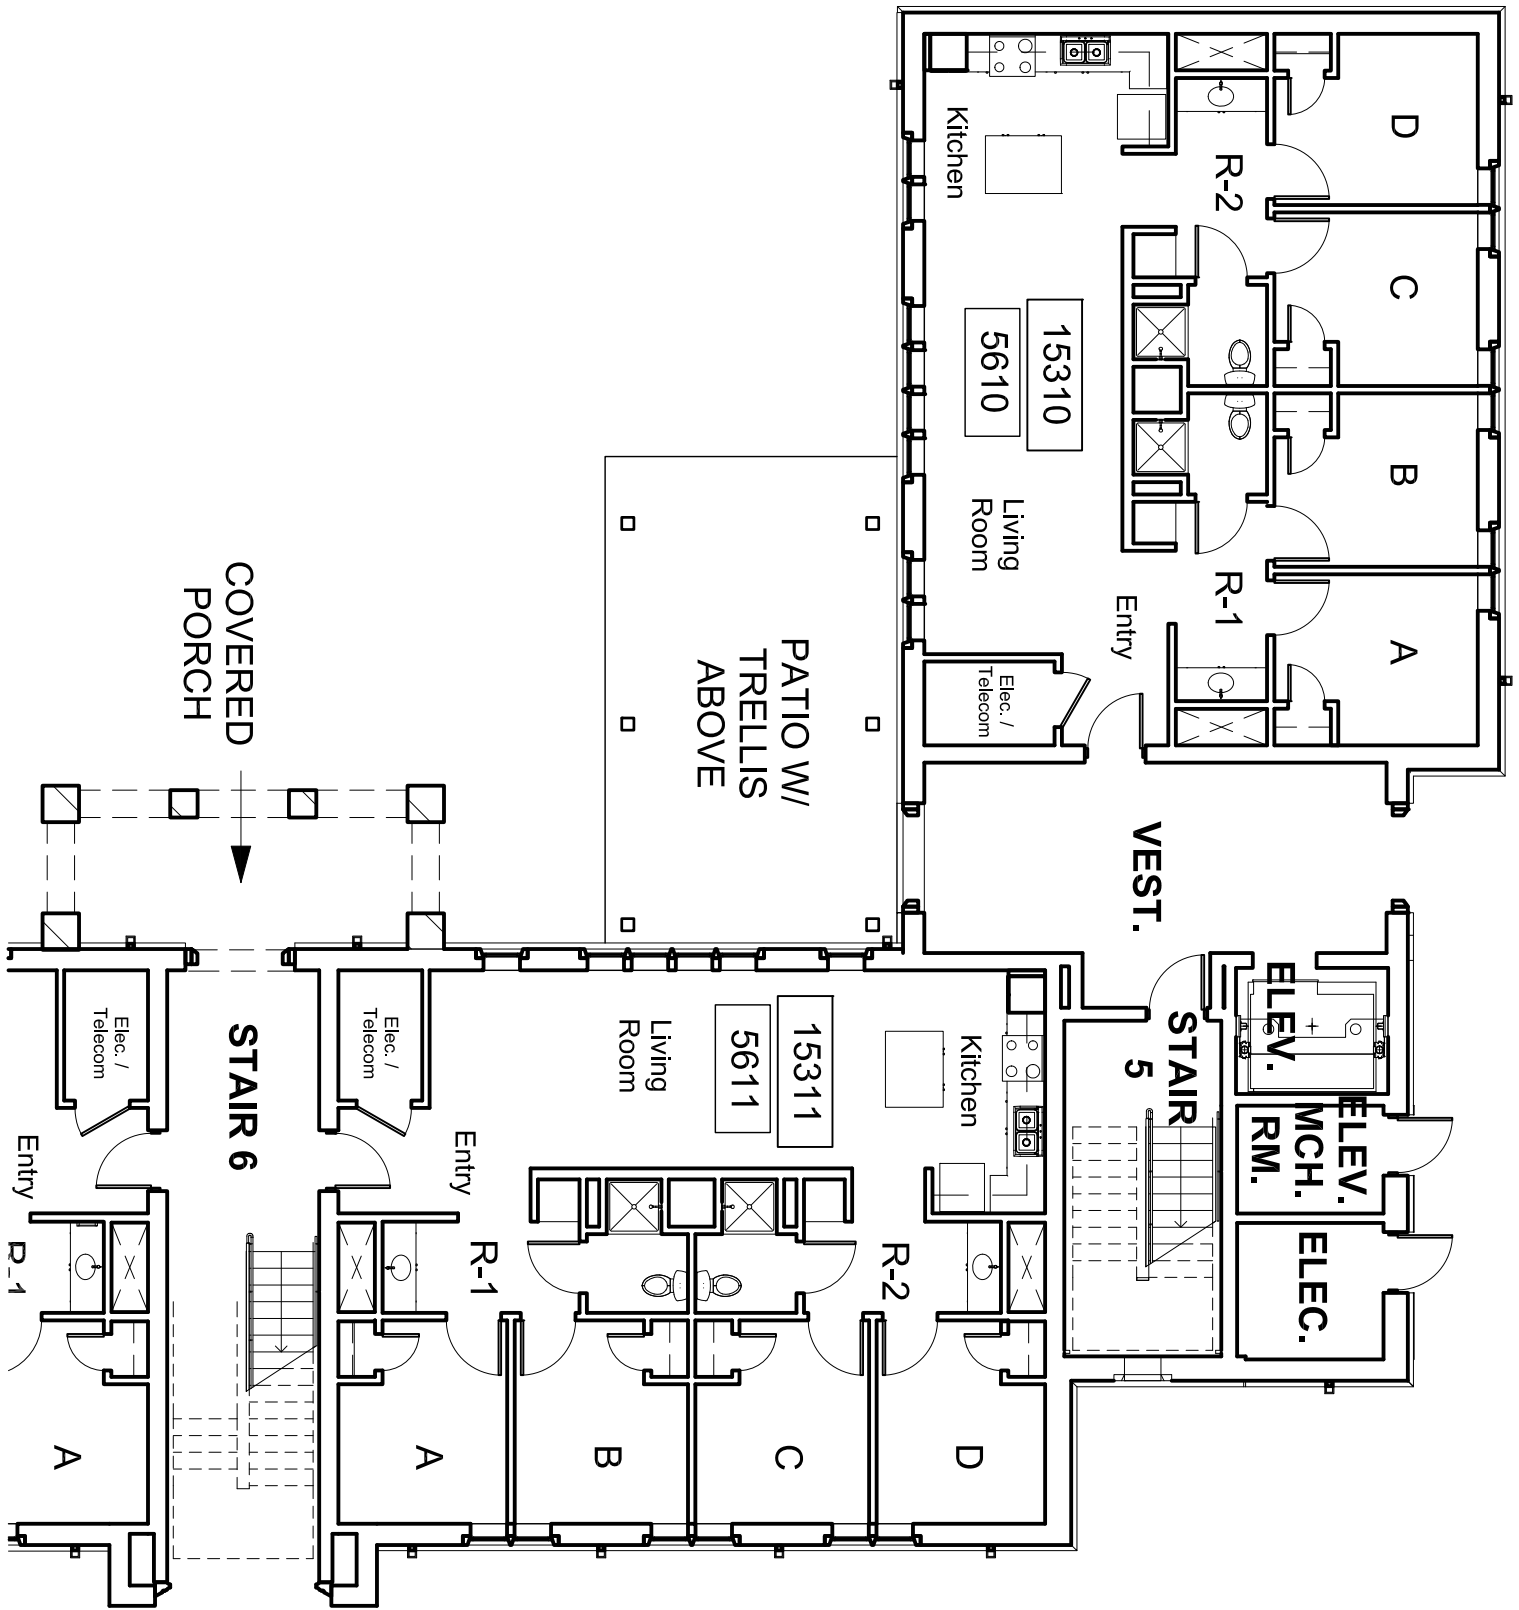 D
Kitchen
R-2
C
15310
5610
B
Living
Room
R-1
Entry
A
Elec. /
Telecom
COVERED
PORCH
PATIO W/
TRELLIS
ABOVE
VEST.
ELEV.
STAIR
5
ELEV.
MCH.
RM.
ELEC.
Elec. /
Telecom
STAIR 6
Elec. /
Telecom
Living
Room
15311
5611
Kitchen
Entry
Entry
R-1
R-1
R-2
A
A
B
C
D